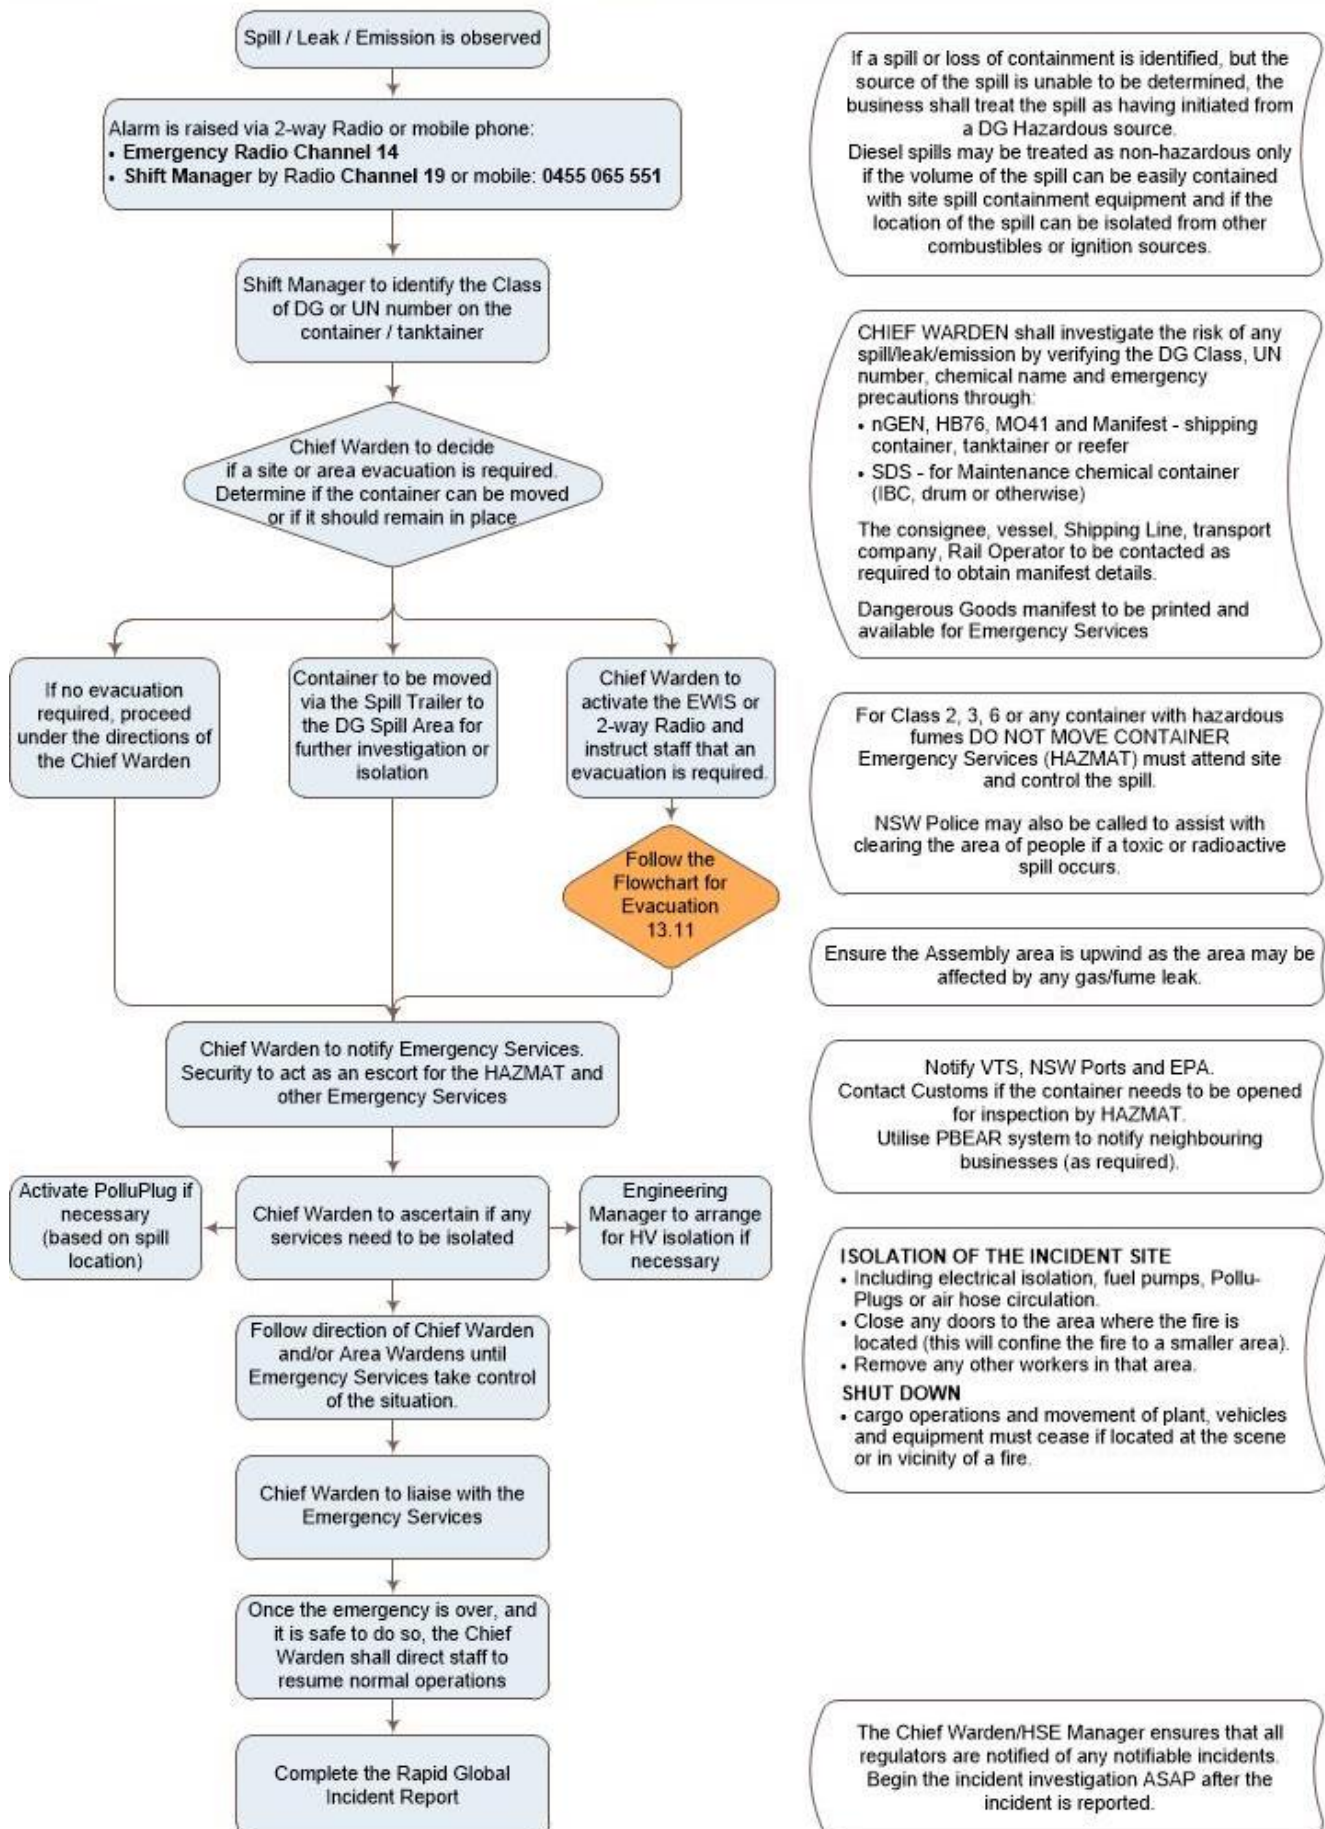 Spill / Leak / Emission is observed
Alarm is raised via 2-way Radio or mobile phone:
• Emergency Radio Channel 14
• Shift Manager by Radio Channel 19 or mobile: 0455 065 551
Shift Manager to identify the Class
of DG or UN number on the
container / tanktainer
Chief Warden to decide
if a site or area evacuation is required.
Determine if the container can be moved
or if it should remain in place
If no evacuation
required, proceed
under the directions of
the Chief Warden
Container to be moved
via the Spill Trailer to
the DG Spill Area for
further investigation or
isolation
Chief Warden to
activate the EWIS or
2-way Radio and
instruct staff that an
evacuation is required.
Follow the
Flowchart for
Evacuation
13.11
Chief Warden to notify Emergency Services.
Security to act as an escort for the HAZMAT and
other Emergency Services
Activate PolluPlug if
necessary
(based on spill
location)
Chief Warden to ascertain if any
services need to be isolated
Engineering
Manager to arrange
for HV isolation if
necessary
Follow direction of Chief Warden
and/or Area Wardens until
Emergency Services take control
of the situation.
Chief Warden to liaise with the
Emergency Services
Once the emergency is over, and
it is safe to do so, the Chief
Warden shall direct staff to
resume normal operations
Complete the Rapid Global
Incident Report
If a spill or loss of containment is identified, but the
source of the spill is unable to be determined, the
business shall treat the spill as having initiated from
a DG Hazardous source.
Diesel spills may be treated as non-hazardous only
if the volume of the spill can be easily contained
with site spill containment equipment and if the
location of the spill can be isolated from other
combustibles or ignition sources.
CHIEF WARDEN shall investigate the risk of any
spill/leak/emission by verifying the DG Class, UN
number, chemical name and emergency
precautions through:
• nGEN, HB76, MO41 and Manifest - shipping
container, tanktainer or reefer
• SDS - for Maintenance chemical container
(IBC, drum or otherwise)
The consignee, vessel, Shipping Line, transport
company, Rail Operator to be contacted as
required to obtain manifest details.
Dangerous Goods manifest to be printed and
available for Emergency Services
For Class 2, 3, 6 or any container with hazardous
fumes DO NOT MOVE CONTAINER
Emergency Services (HAZMAT) must attend site
and control the spill.
NSW Police may also be called to assist with
clearing the area of people if a toxic or radioactive
spill occurs.
Ensure the Assembly area is upwind as the area may be
affected by any gas/fume leak.
Notify VTS, NSW Ports and EPA.
Contact Customs if the container needs to be opened
for inspection by HAZMAT.
Utilise PBEAR system to notify neighbouring
businesses (as required).
ISOLATION OF THE INCIDENT SITE
• Including electrical isolation, fuel pumps, Pollu-
Plugs or air hose circulation.
• Close any doors to the area where the fire is
located (this will confine the fire to a smaller area).
• Remove any other workers in that area.
SHUT DOWN
• cargo operations and movement of plant, vehicles
and equipment must cease if located at the scene
or in vicinity of a fire.
The Chief Warden/HSE Manager ensures that all
regulators are notified of any notifiable incidents.
Begin the incident investigation ASAP after the
incident is reported.